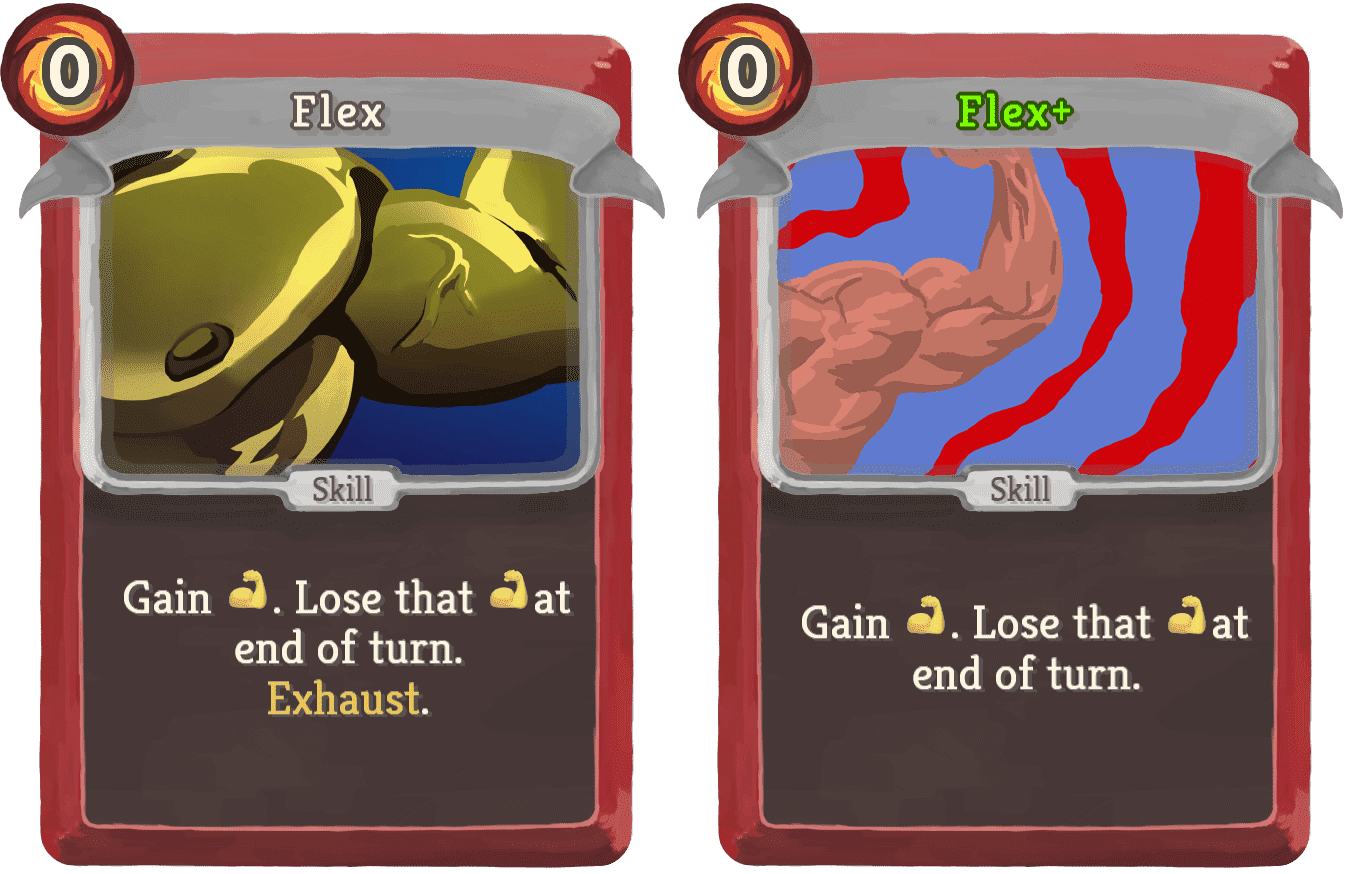 0
Flex
Skill
Gain 💪. Lose that 💪 at
end of turn.
Exhaust.
0
Flex+
Skill
Gain 💪. Lose that 💪 at
end of turn.